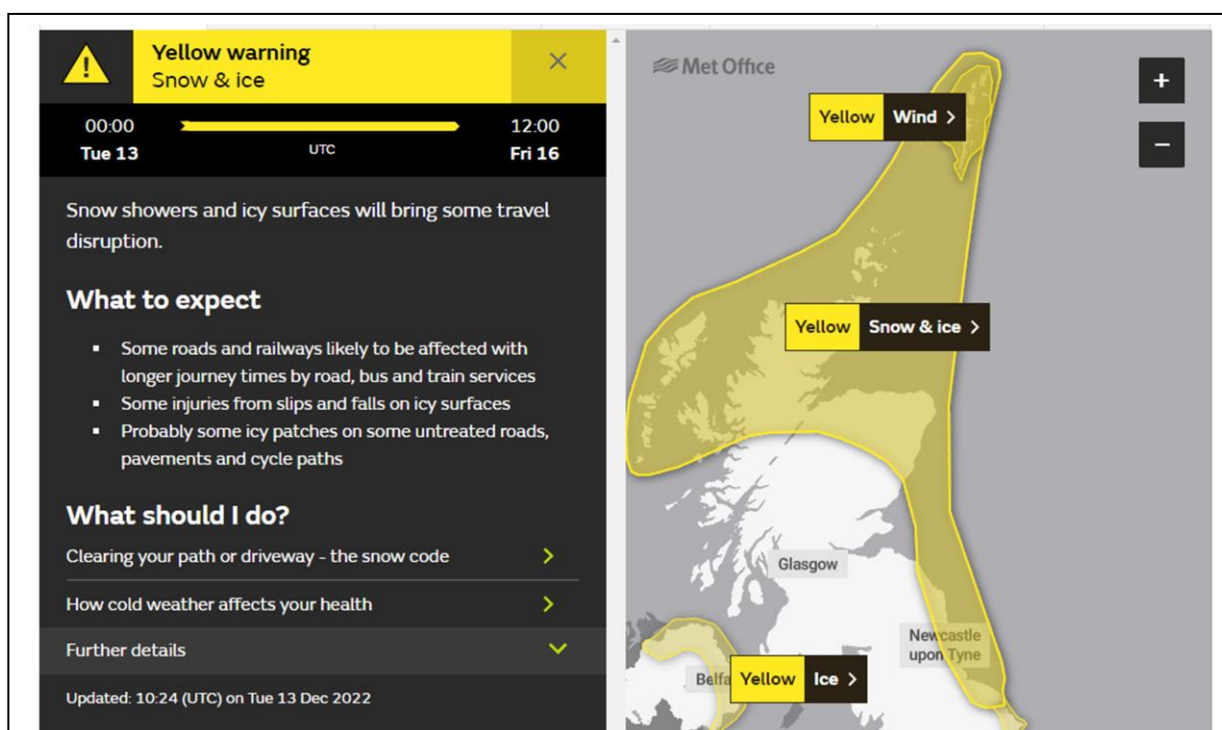 Yellow warning
Snow & ice
00:00
12:00
Tue 13
UTC
Fri 16
Snow showers and icy surfaces will bring some travel
disruption.
What to expect
▪ Some roads and railways likely to be affected with
longer journey times by road, bus and train services
▪ Some injuries from slips and falls on icy surfaces
▪ Probably some icy patches on some untreated roads,
pavements and cycle paths
What should I do?
Clearing your path or driveway - the snow code
How cold weather affects your health
Further details
Updated: 10:24 (UTC) on Tue 13 Dec 2022
Met Office
+
−
Yellow Wind >
Yellow Snow & ice >
Glasgow
Newcastle
upon Tyne
Belfa
Yellow Ice >